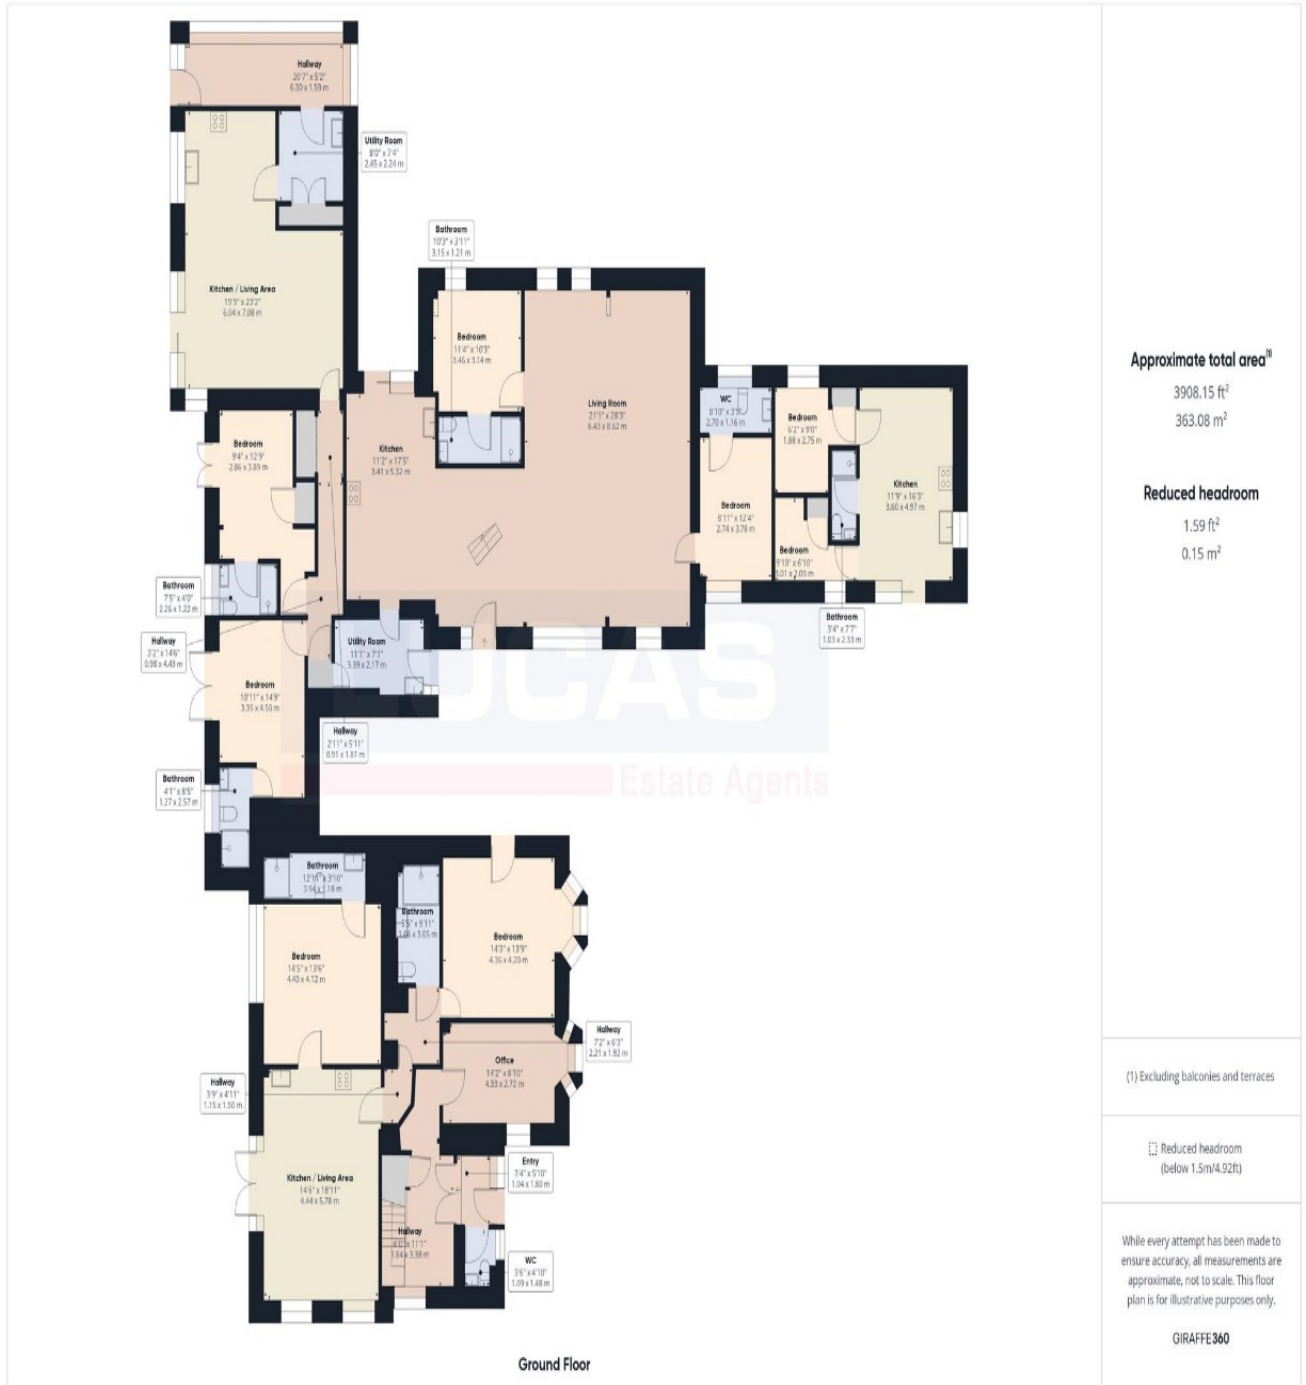 Hallway
20'7" x 5'2"
6.30 x 1.59 m
Utility Room
8'0" x 7'4"
2.45 x 2.24 m
Kitchen / Living Area
19'9" x 23'2"
6.04 x 7.08 m
Bathroom
10'3" x 3'11"
3.15 x 1.21 m
Bedroom
11'4" x 10'3"
3.46 x 3.14 m
Living Room
21'1" x 28'3"
6.43 x 8.62 m
Kitchen
11'2" x 17'5"
3.41 x 5.32 m
WC
8'10" x 3'9"
2.70 x 1.16 m
Bedroom
6'2" x 9'0"
1.88 x 2.75 m
Kitchen
11'9" x 16'3"
3.60 x 4.97 m
Bedroom
8'11" x 12'4"
2.74 x 3.78 m
Bedroom
9'10" x 6'10"
x 2.09 m
Bathroom
3'4" x 7'7"
1.03 x 2.33 m
Bedroom
9'4" x 12'9"
2.86 x 3.89 m
Bathroom
7'5" x 4'0"
2.26 x 1.22 m
Hallway
3'2" x 14'6"
0.98 x 4.43 m
Utility Room
11'1" x 7'1"
3.39 x 2.17 m
Bedroom
10'11" x 14'9"
3.35 x 4.50 m
Hallway
2'11" x 5'11"
0.91 x 1.81 m
Bathroom
4'1" x 8'5"
1.27 x 2.57 m
LUCAS
Estate Agents
Bathroom
12'11" x 3'10"
3.94 x 1.18 m
Bathroom
5'5" x 9'11"
x 3.05 m
Bedroom
14'3" x 13'9"
4.36 x 4.20 m
Bedroom
14'5" x 13'6"
4.40 x 4.12 m
Hallway
7'2" x 6'3"
2.21 x 1.92 m
Office
14'2" x 8'10"
4.33 x 2.72 m
Hallway
3'9" x 4'11"
1.15 x 1.50 m
Kitchen / Living Area
14'6" x 18'11"
4.44 x 5.78 m
Entry
3'4" x 5'10"
1.04 x 1.80 m
Hallway
6'0" x 11'1"
1.84 x 3.38 m
WC
3'6" x 4'10"
1.09 x 1.48 m
Ground Floor
Approximate total area(1)
3908.15 ft²
363.08 m²
Reduced headroom
1.59 ft²
0.15 m²
(1) Excluding balconies and terraces
Reduced headroom
(below 1.5m/4.92ft)
While every attempt has been made to
ensure accuracy, all measurements are
approximate, not to scale. This floor
plan is for illustrative purposes only.
GIRAFFE360